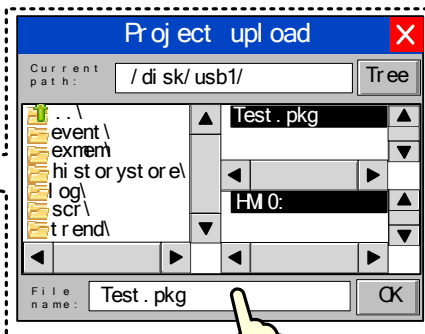 Project upload
Current path: /disk/usb1/ Tree
..\
event\
exmem\
historystore\
log\
scr\
trend\
Test.pkg
HMI0:
File name: Test.pkg OK